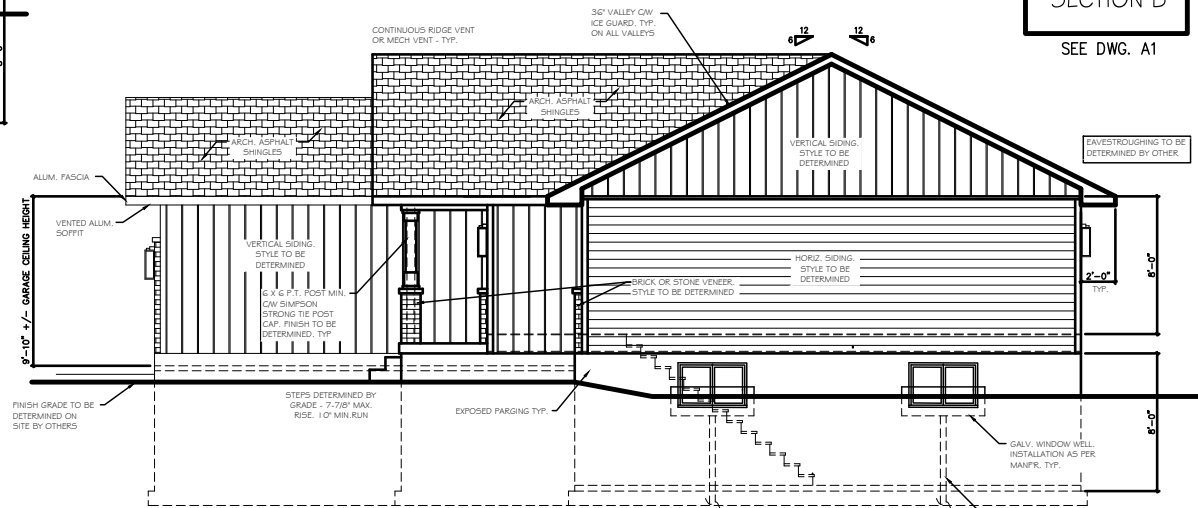 SECTION B
SEE DWG. A1
36" VALLEY C/W
ICE GUARD. TYP.
ON ALL VALLEYS
12
6
12
6
CONTINUOUS RIDGE VENT
OR MECH VENT - TYP.
ARCH. ASPHALT
SHINGLES
ARCH. ASPHALT
SHINGLES
VERTICAL SIDING.
STYLE TO BE
DETERMINED
EAVESTROUGHING TO BE
DETERMINED BY OTHER
ALUM. FASCIA
VENTED ALUM.
SOFFIT
9'-10" +/- GARAGE CEILING HEIGHT
VERTICAL SIDING.
STYLE TO BE
DETERMINED
6 X 6 P.T. POST MIN.
C/W SIMPSON
STRONG TIE POST
CAP. FINISH TO BE
DETERMINED. TYP
BRICK OR STONE VENEER.
STYLE TO BE DETERMINED
HORIZ. SIDING.
STYLE TO BE
DETERMINED
2'-0"
TYP.
8'-0"
FINISH GRADE TO BE
DETERMINED ON
SITE BY OTHERS
STEPS DETERMINED BY
GRADE - 7-7/8" MAX.
RISE. 10" MIN.RUN
EXPOSED PARGING TYP.
8'-0"
GALV. WINDOW WELL.
INSTALLATION AS PER
MANF'R. TYP.